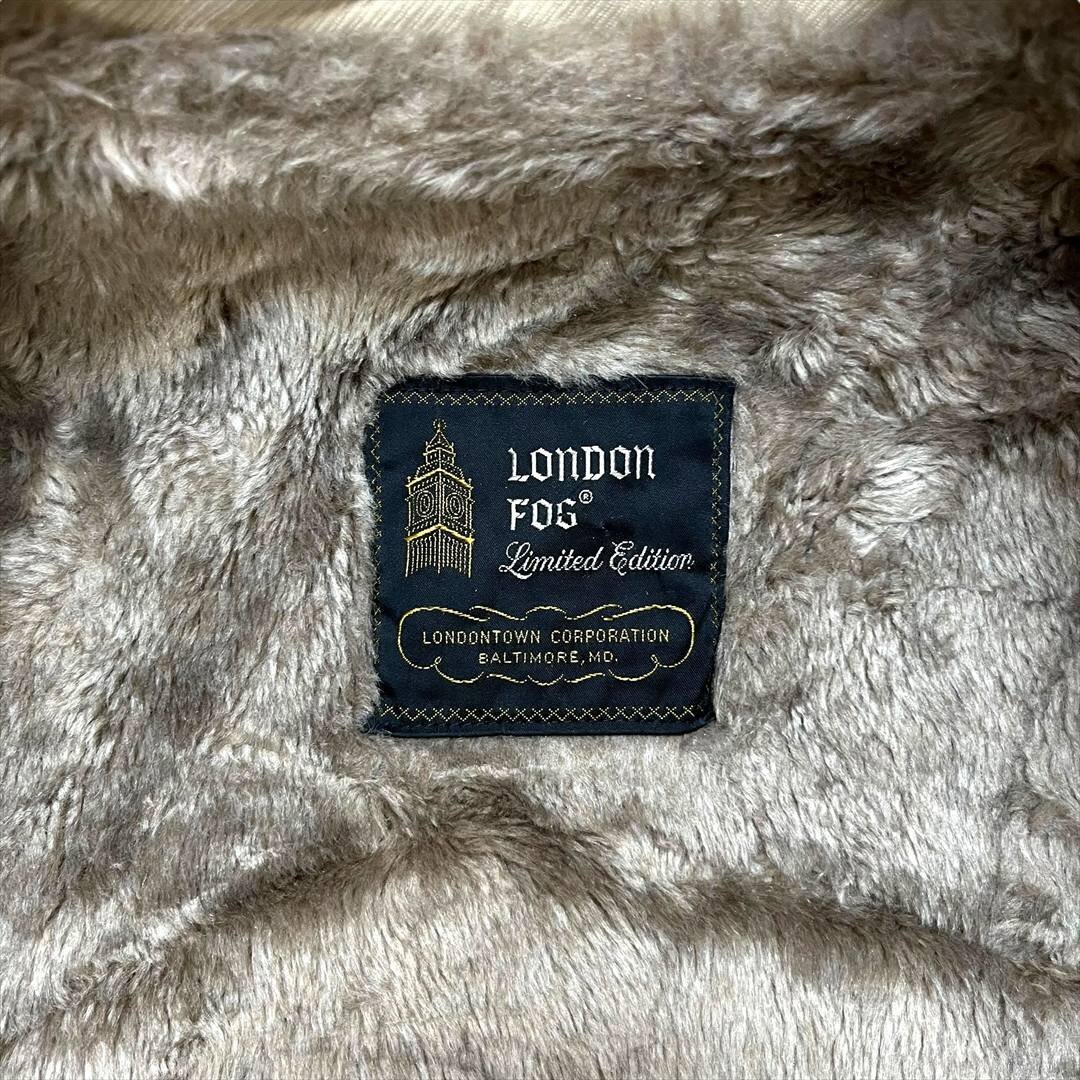 LONDON
FOG®
Limited Edition
LONDONTOWN CORPORATION
BALTIMORE, MD.